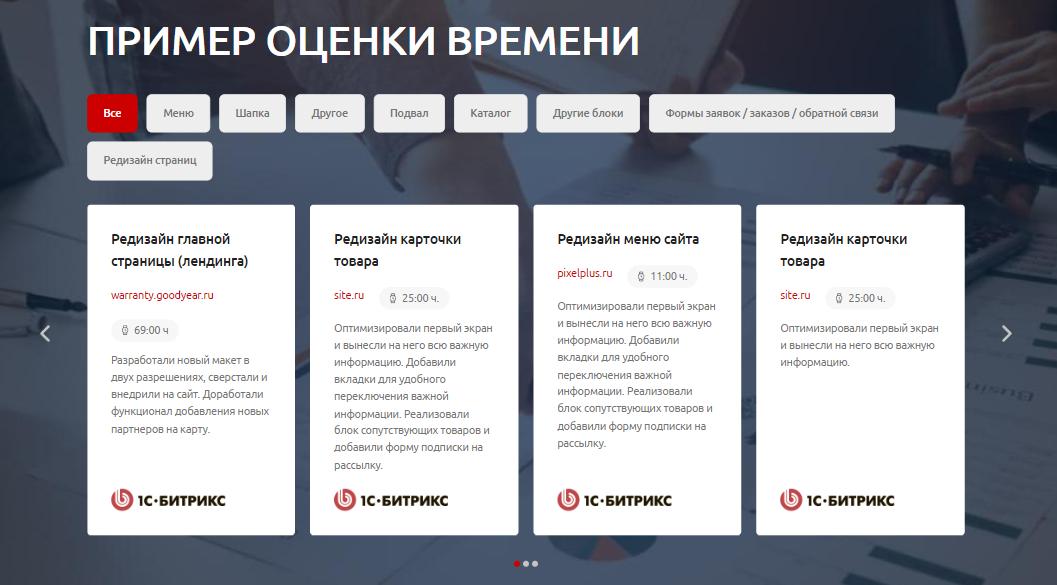 ПРИМЕР ОЦЕНКИ ВРЕМЕНИ
Все
Меню
Шапка
Другое
Подвал
Каталог
Другие блоки
Формы заявок / заказов / обратной связи
Редизайн страниц
Редизайн главной
страницы (лендинга)
warranty.goodyear.ru
69:00 ч
Разработали новый макет в
двух разрешениях, сверстали и
внедрили на сайт. Доработали
функционал добавления новых
партнеров на карту.
1С·БИТРИКС
Редизайн карточки
товара
site.ru
25:00 ч.
Оптимизировали первый экран
и вынесли на него всю важную
информацию. Добавили
вкладки для удобного
переключения важной
информации. Реализовали
блок сопутствующих товаров и
добавили форму подписки на
рассылку.
1С·БИТРИКС
Редизайн меню сайта
pixelplus.ru
11:00 ч.
Оптимизировали первый экран
и вынесли на него всю важную
информацию. Добавили
вкладки для удобного
переключения важной
информации. Реализовали
блок сопутствующих товаров и
добавили форму подписки на
рассылку.
1С·БИТРИКС
Редизайн карточки
товара
site.ru
25:00 ч.
Оптимизировали первый экран
и вынесли на него всю важную
информацию.
1С·БИТРИКС